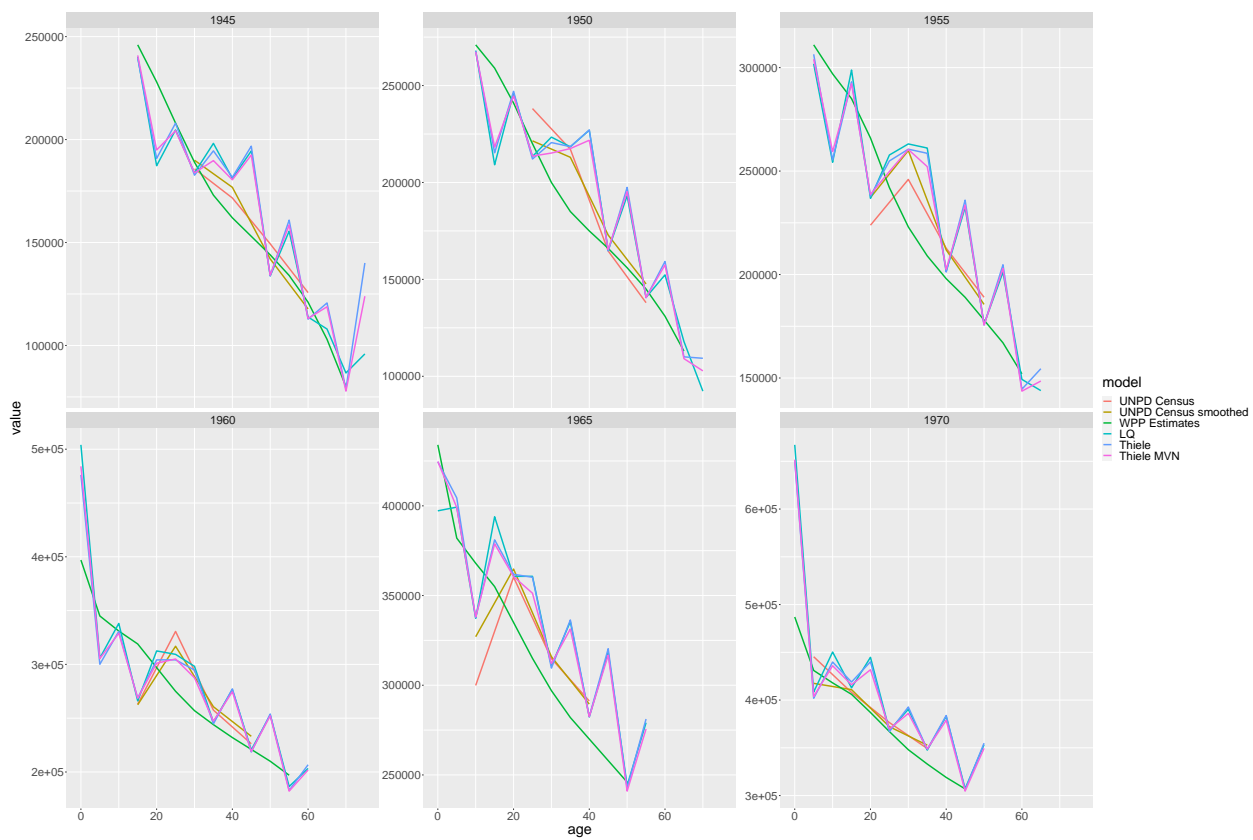 1945
1950
1955
250000
200000
150000
100000
250000
200000
150000
100000
300000
250000
200000
150000
1960
1965
1970
5e+05
4e+05
3e+05
2e+05
400000
350000
300000
250000
6e+05
5e+05
4e+05
3e+05
0 20 40 60
0 20 40 60
0 20 40 60
age
value
model
UNPD Census
UNPD Census smoothed
WPP Estimates
LQ
Thiele
Thiele MVN